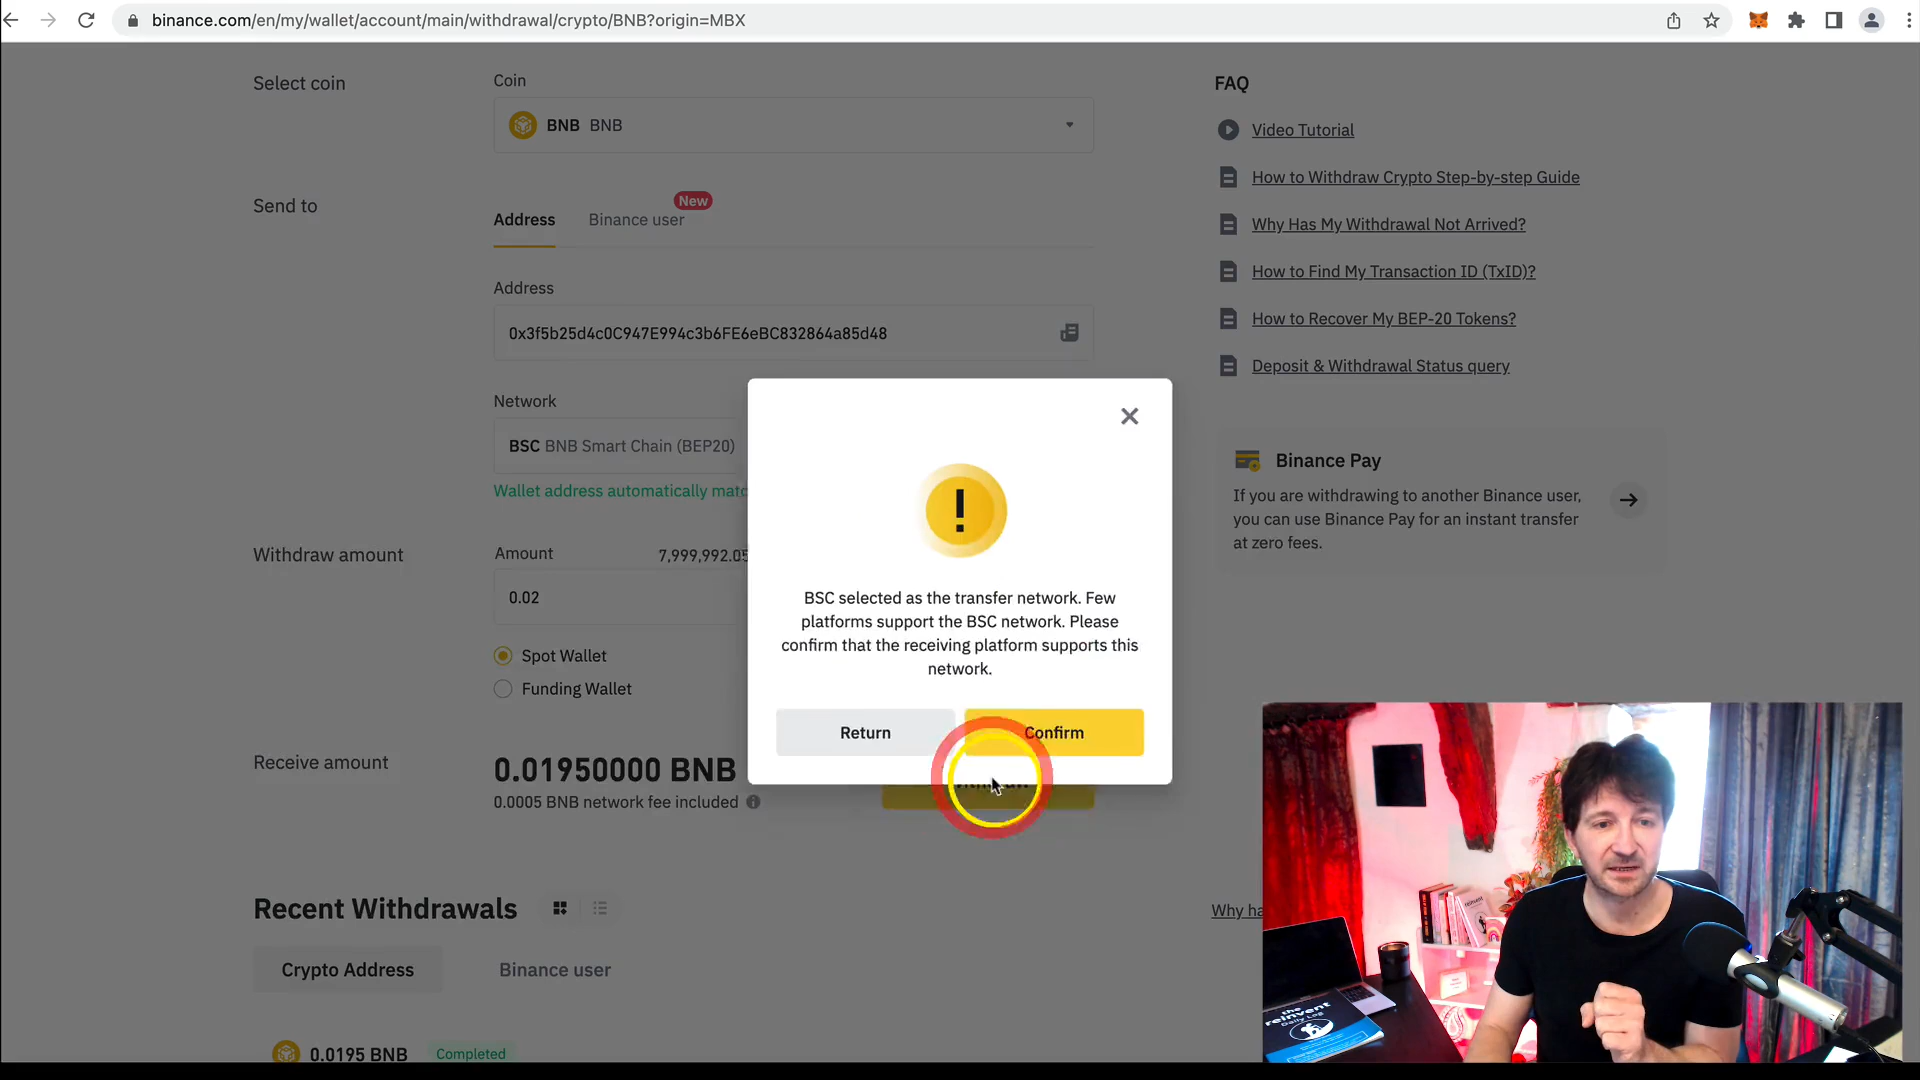 binance.com/en/my/wallet/account/main/withdrawal/crypto/BNB?origin=MBX
Select coin
Coin
BNB BNB
Send to
Address
Binance user
New
Address
0x3f5b25d4c0C947E994c3b6FE6eBC832864a85d48
Network
BSC BNB Smart Chain (BEP20)
Wallet address automatically matc
Withdraw amount
Amount
7,999,992.05
0.02
Spot Wallet
Funding Wallet
Receive amount
0.01950000 BNB
0.0005 BNB network fee included
Recent Withdrawals
Crypto Address
Binance user
0.0195 BNB
Completed
BSC selected as the transfer network. Few
platforms support the BSC network. Please
confirm that the receiving platform supports this
network.
Return
Confirm
FAQ
Video Tutorial
How to Withdraw Crypto Step-by-step Guide
Why Has My Withdrawal Not Arrived?
How to Find My Transaction ID (TxID)?
How to Recover My BEP-20 Tokens?
Deposit & Withdrawal Status query
Binance Pay
If you are withdrawing to another Binance user,
you can use Binance Pay for an instant transfer
at zero fees.
Why ha
the
reinvent
Daily Log